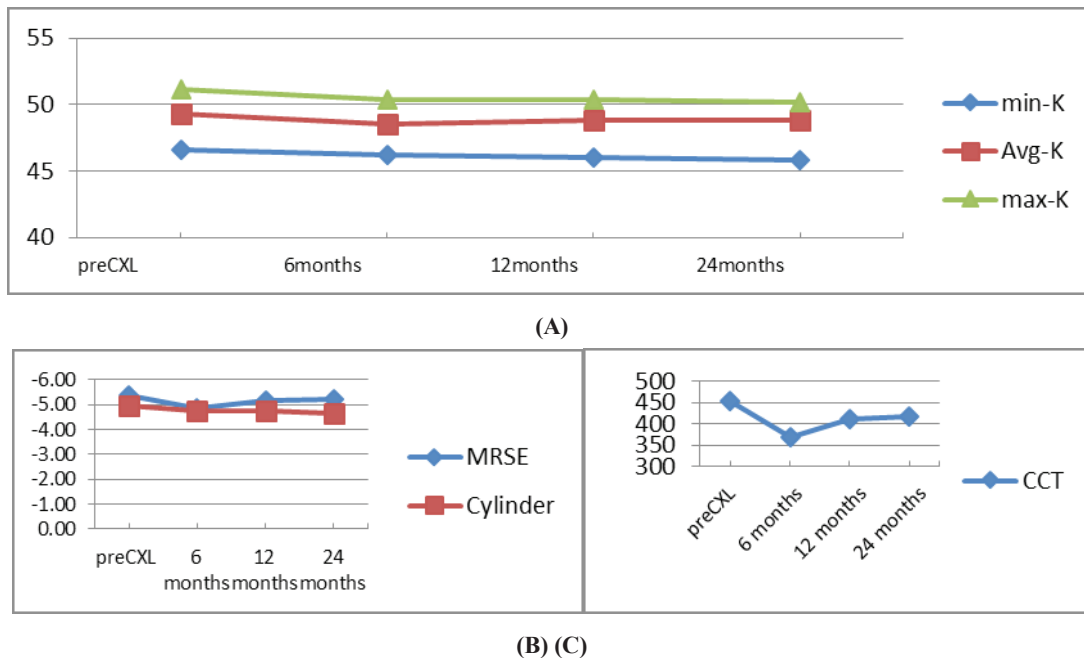 55
50
45
40
preCXL 6months 12months 24months
min-K
Avg-K
max-K
(A)
-6.00
-5.00
-4.00
-3.00
-2.00
-1.00
0.00
preCXL 6 12 24
months months months
MRSE
Cylinder
500
450
400
350
300
preCXL
6 months
12 months
24 months
CCT
(B) (C)